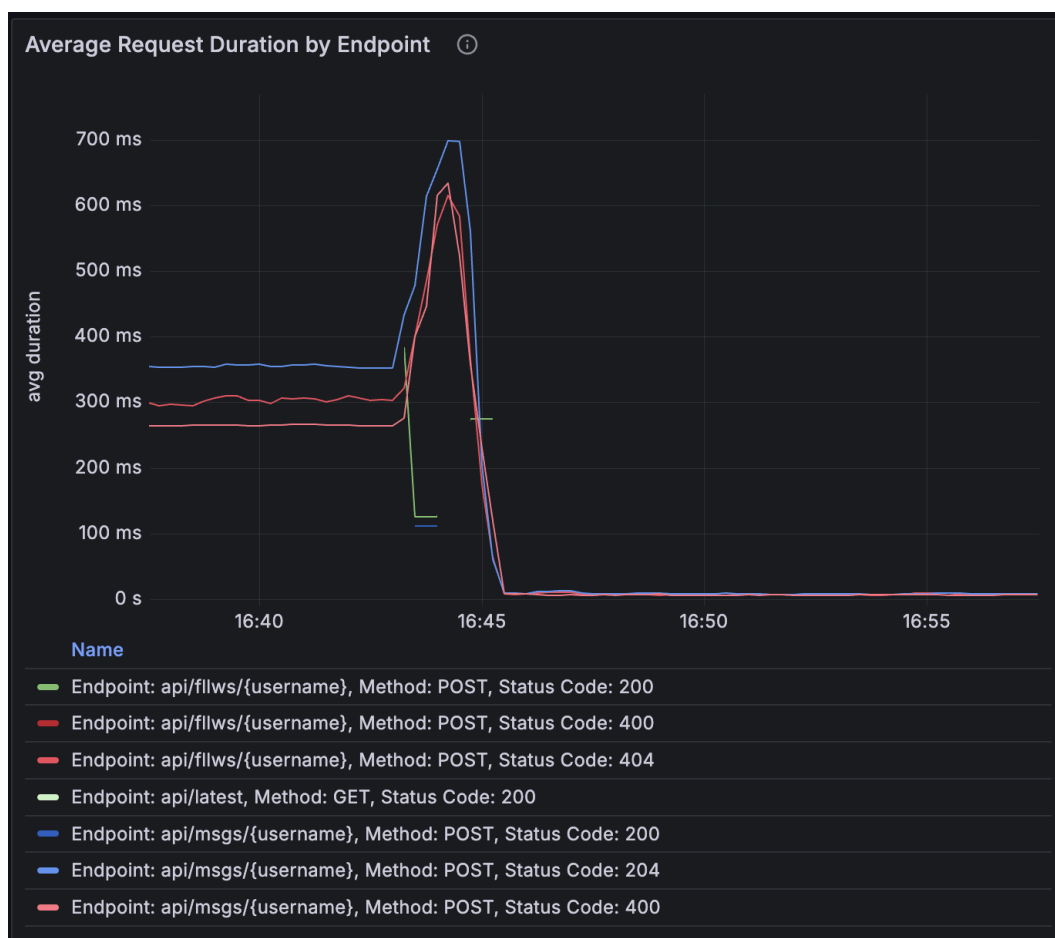 Average Request Duration by Endpoint
avg duration
700 ms
600 ms
500 ms
400 ms
300 ms
200 ms
100 ms
0 s
16:40
16:45
16:50
16:55
Name
Endpoint: api/fllws/{username}, Method: POST, Status Code: 200
Endpoint: api/fllws/{username}, Method: POST, Status Code: 400
Endpoint: api/fllws/{username}, Method: POST, Status Code: 404
Endpoint: api/latest, Method: GET, Status Code: 200
Endpoint: api/msgs/{username}, Method: POST, Status Code: 200
Endpoint: api/msgs/{username}, Method: POST, Status Code: 204
Endpoint: api/msgs/{username}, Method: POST, Status Code: 400